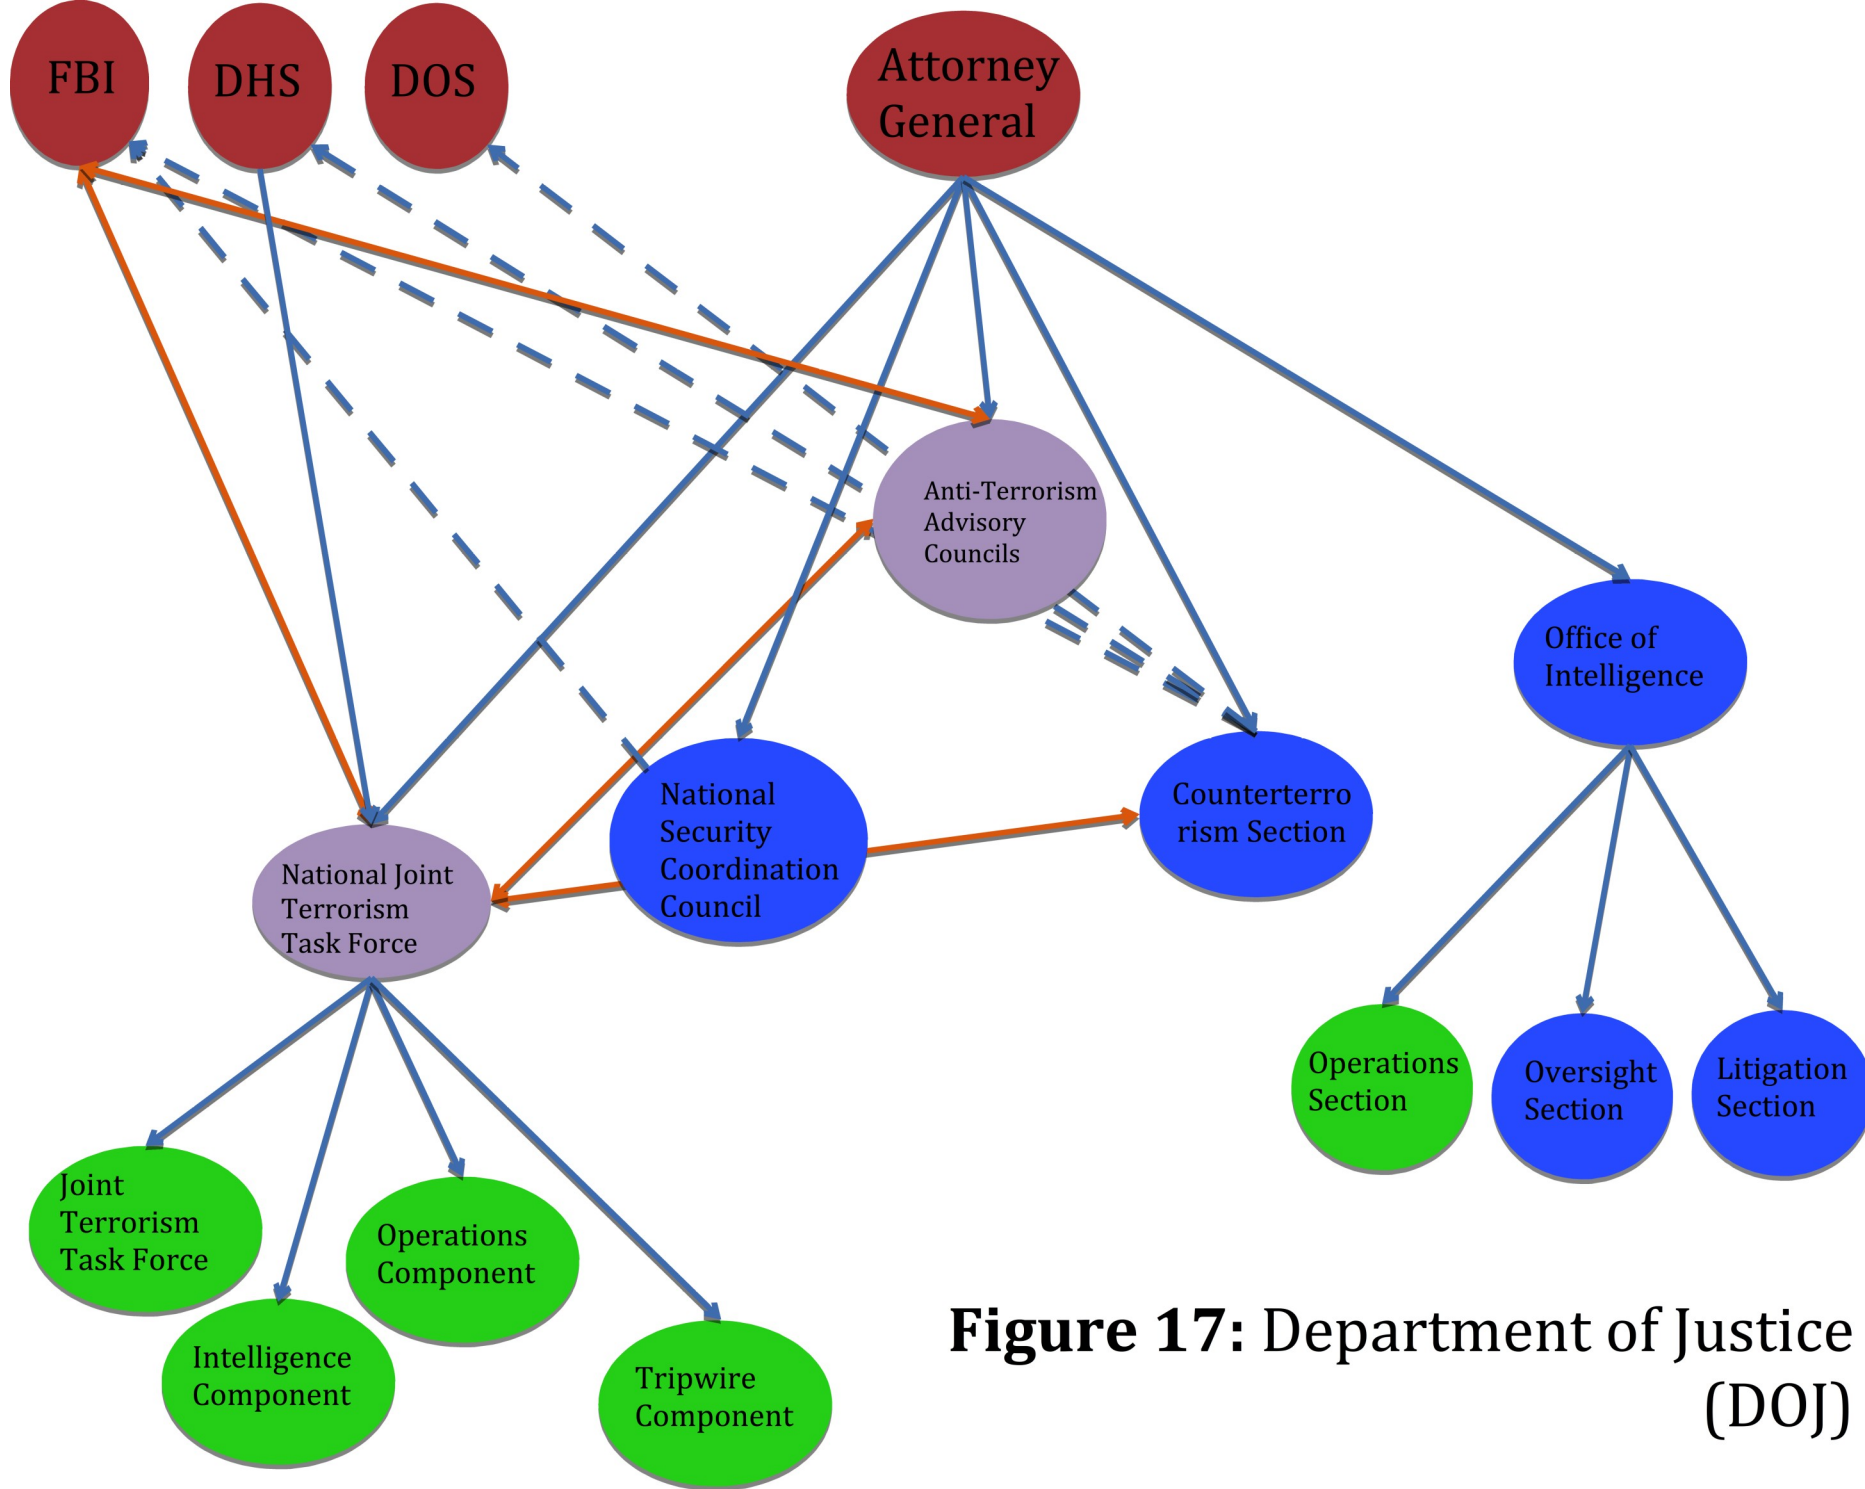 FBI
DHS
DOS
Attorney
General
Anti-Terrorism
Advisory
Councils
Office of
Intelligence
National
Security
Coordination
Council
Counterterro
rism Section
National Joint
Terrorism
Task Force
Operations
Section
Oversight
Section
Litigation
Section
Joint
Terrorism
Task Force
Operations
Component
Intelligence
Component
Tripwire
Component
Figure 17: Department of Justice
(DOJ)